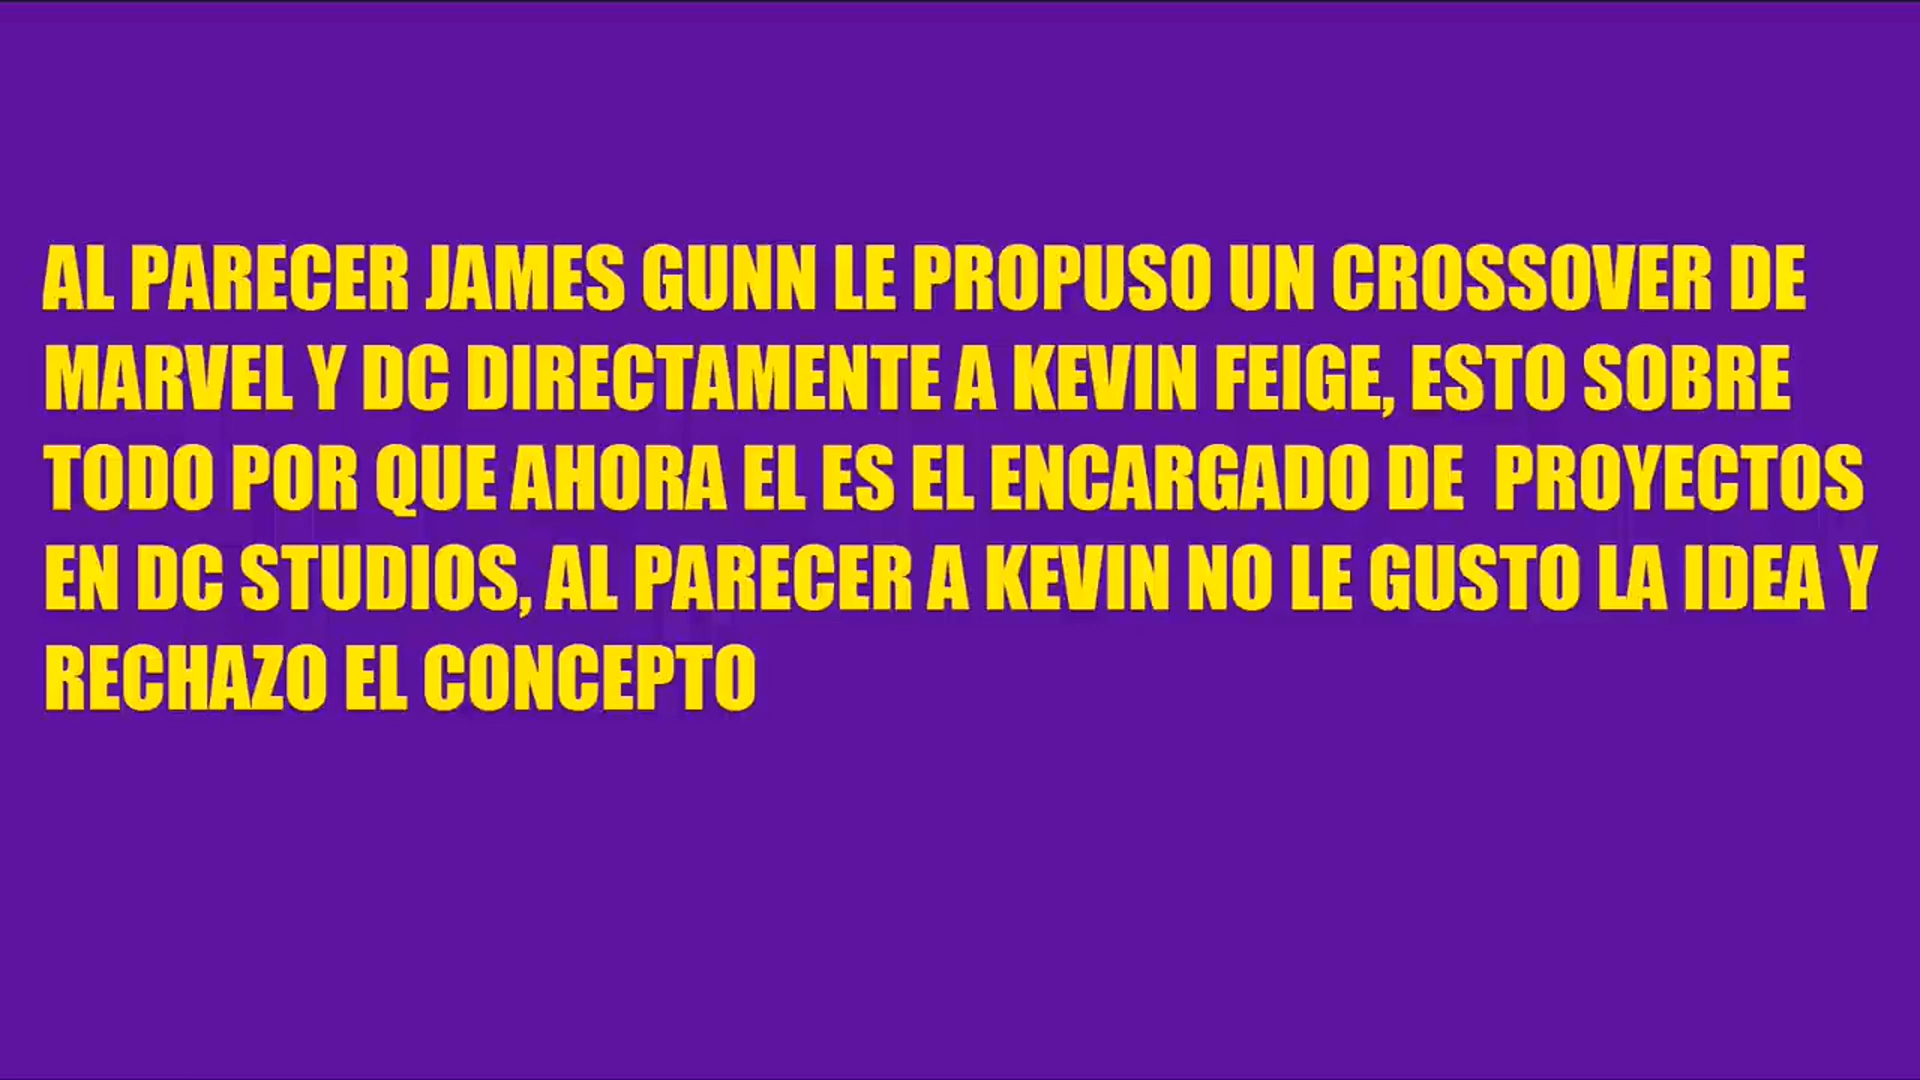 AL PARECER JAMES GUNN LE PROPUSO UN CROSSOVER DE
MARVEL Y DC DIRECTAMENTE A KEVIN FEIGE, ESTO SOBRE
TODO POR QUE AHORA EL ES EL ENCARGADO DE  PROYECTOS
EN DC STUDIOS, AL PARECER A KEVIN NO LE GUSTO LA IDEA Y
RECHAZO EL CONCEPTO